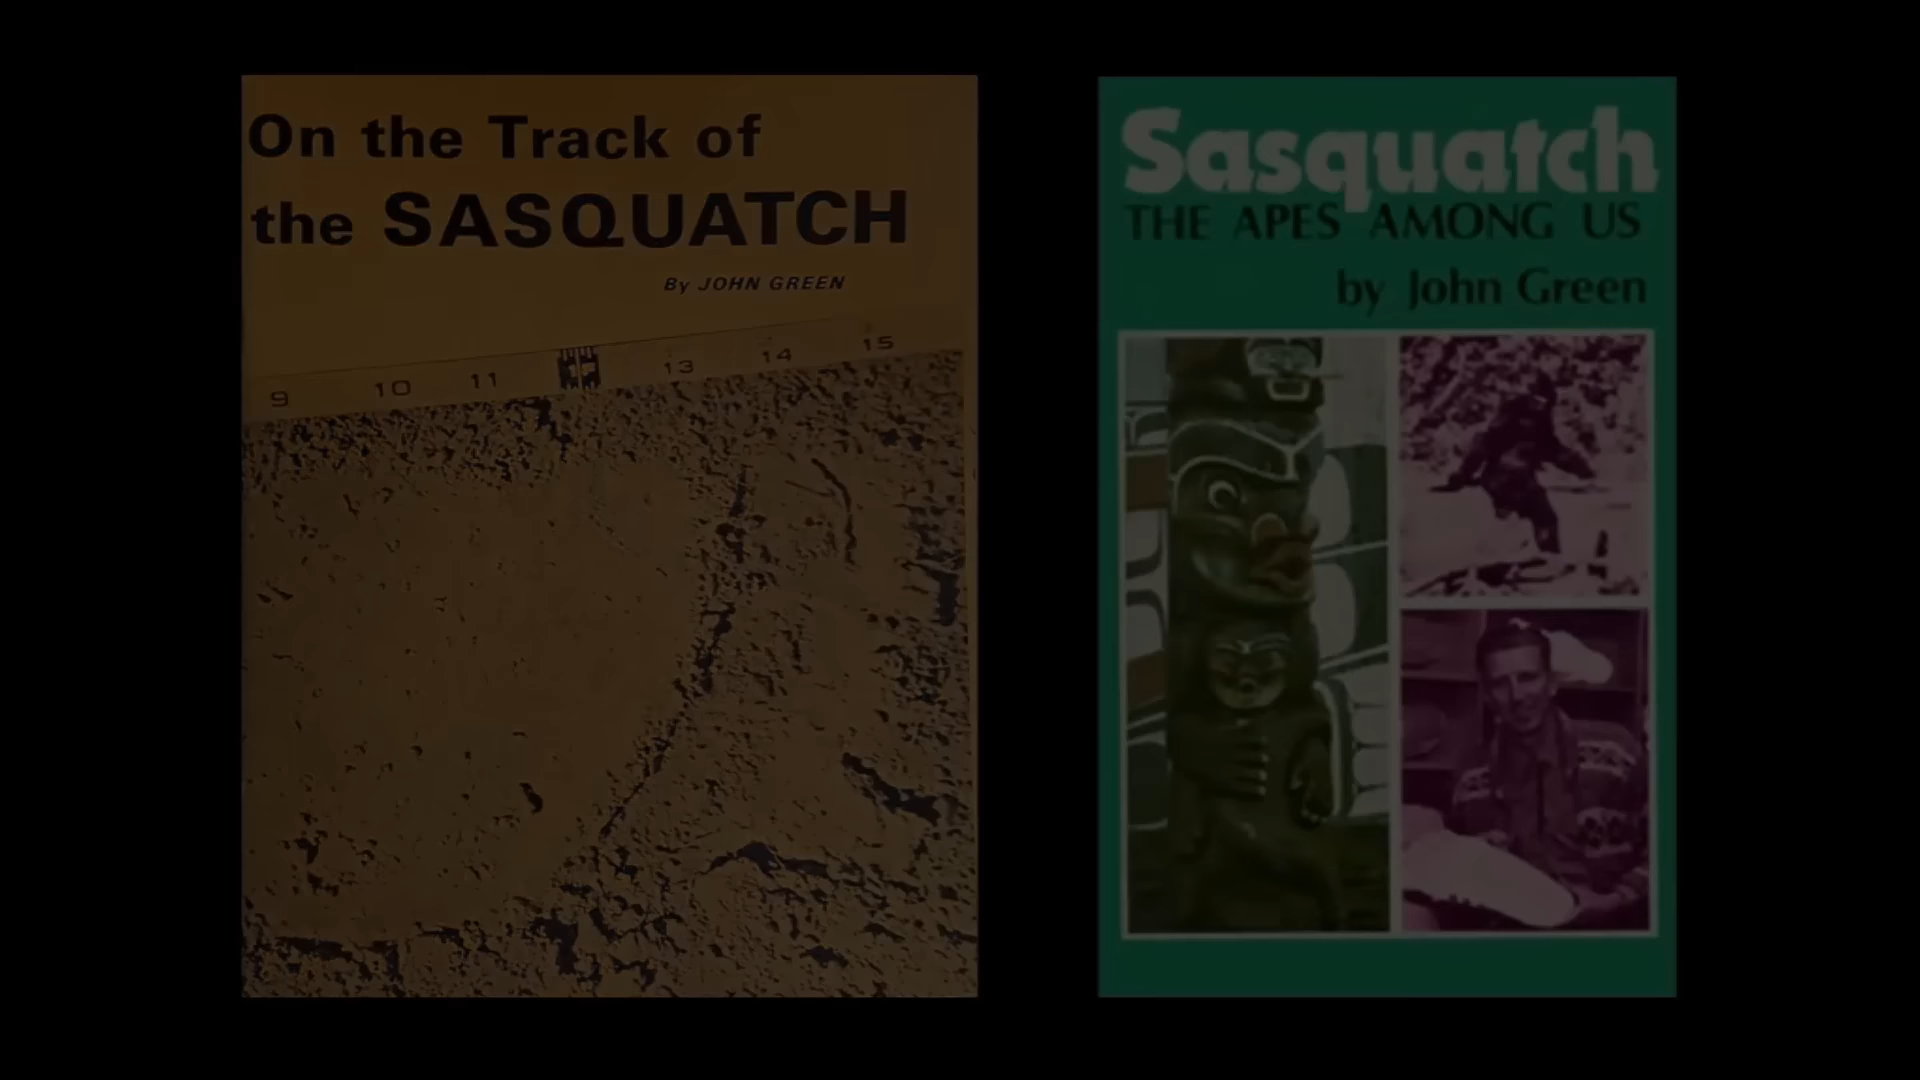 On the Track of
the SASQUATCH
By JOHN GREEN
9 10 11 13 14 15
Sasquatch
THE APES AMONG US
by John Green